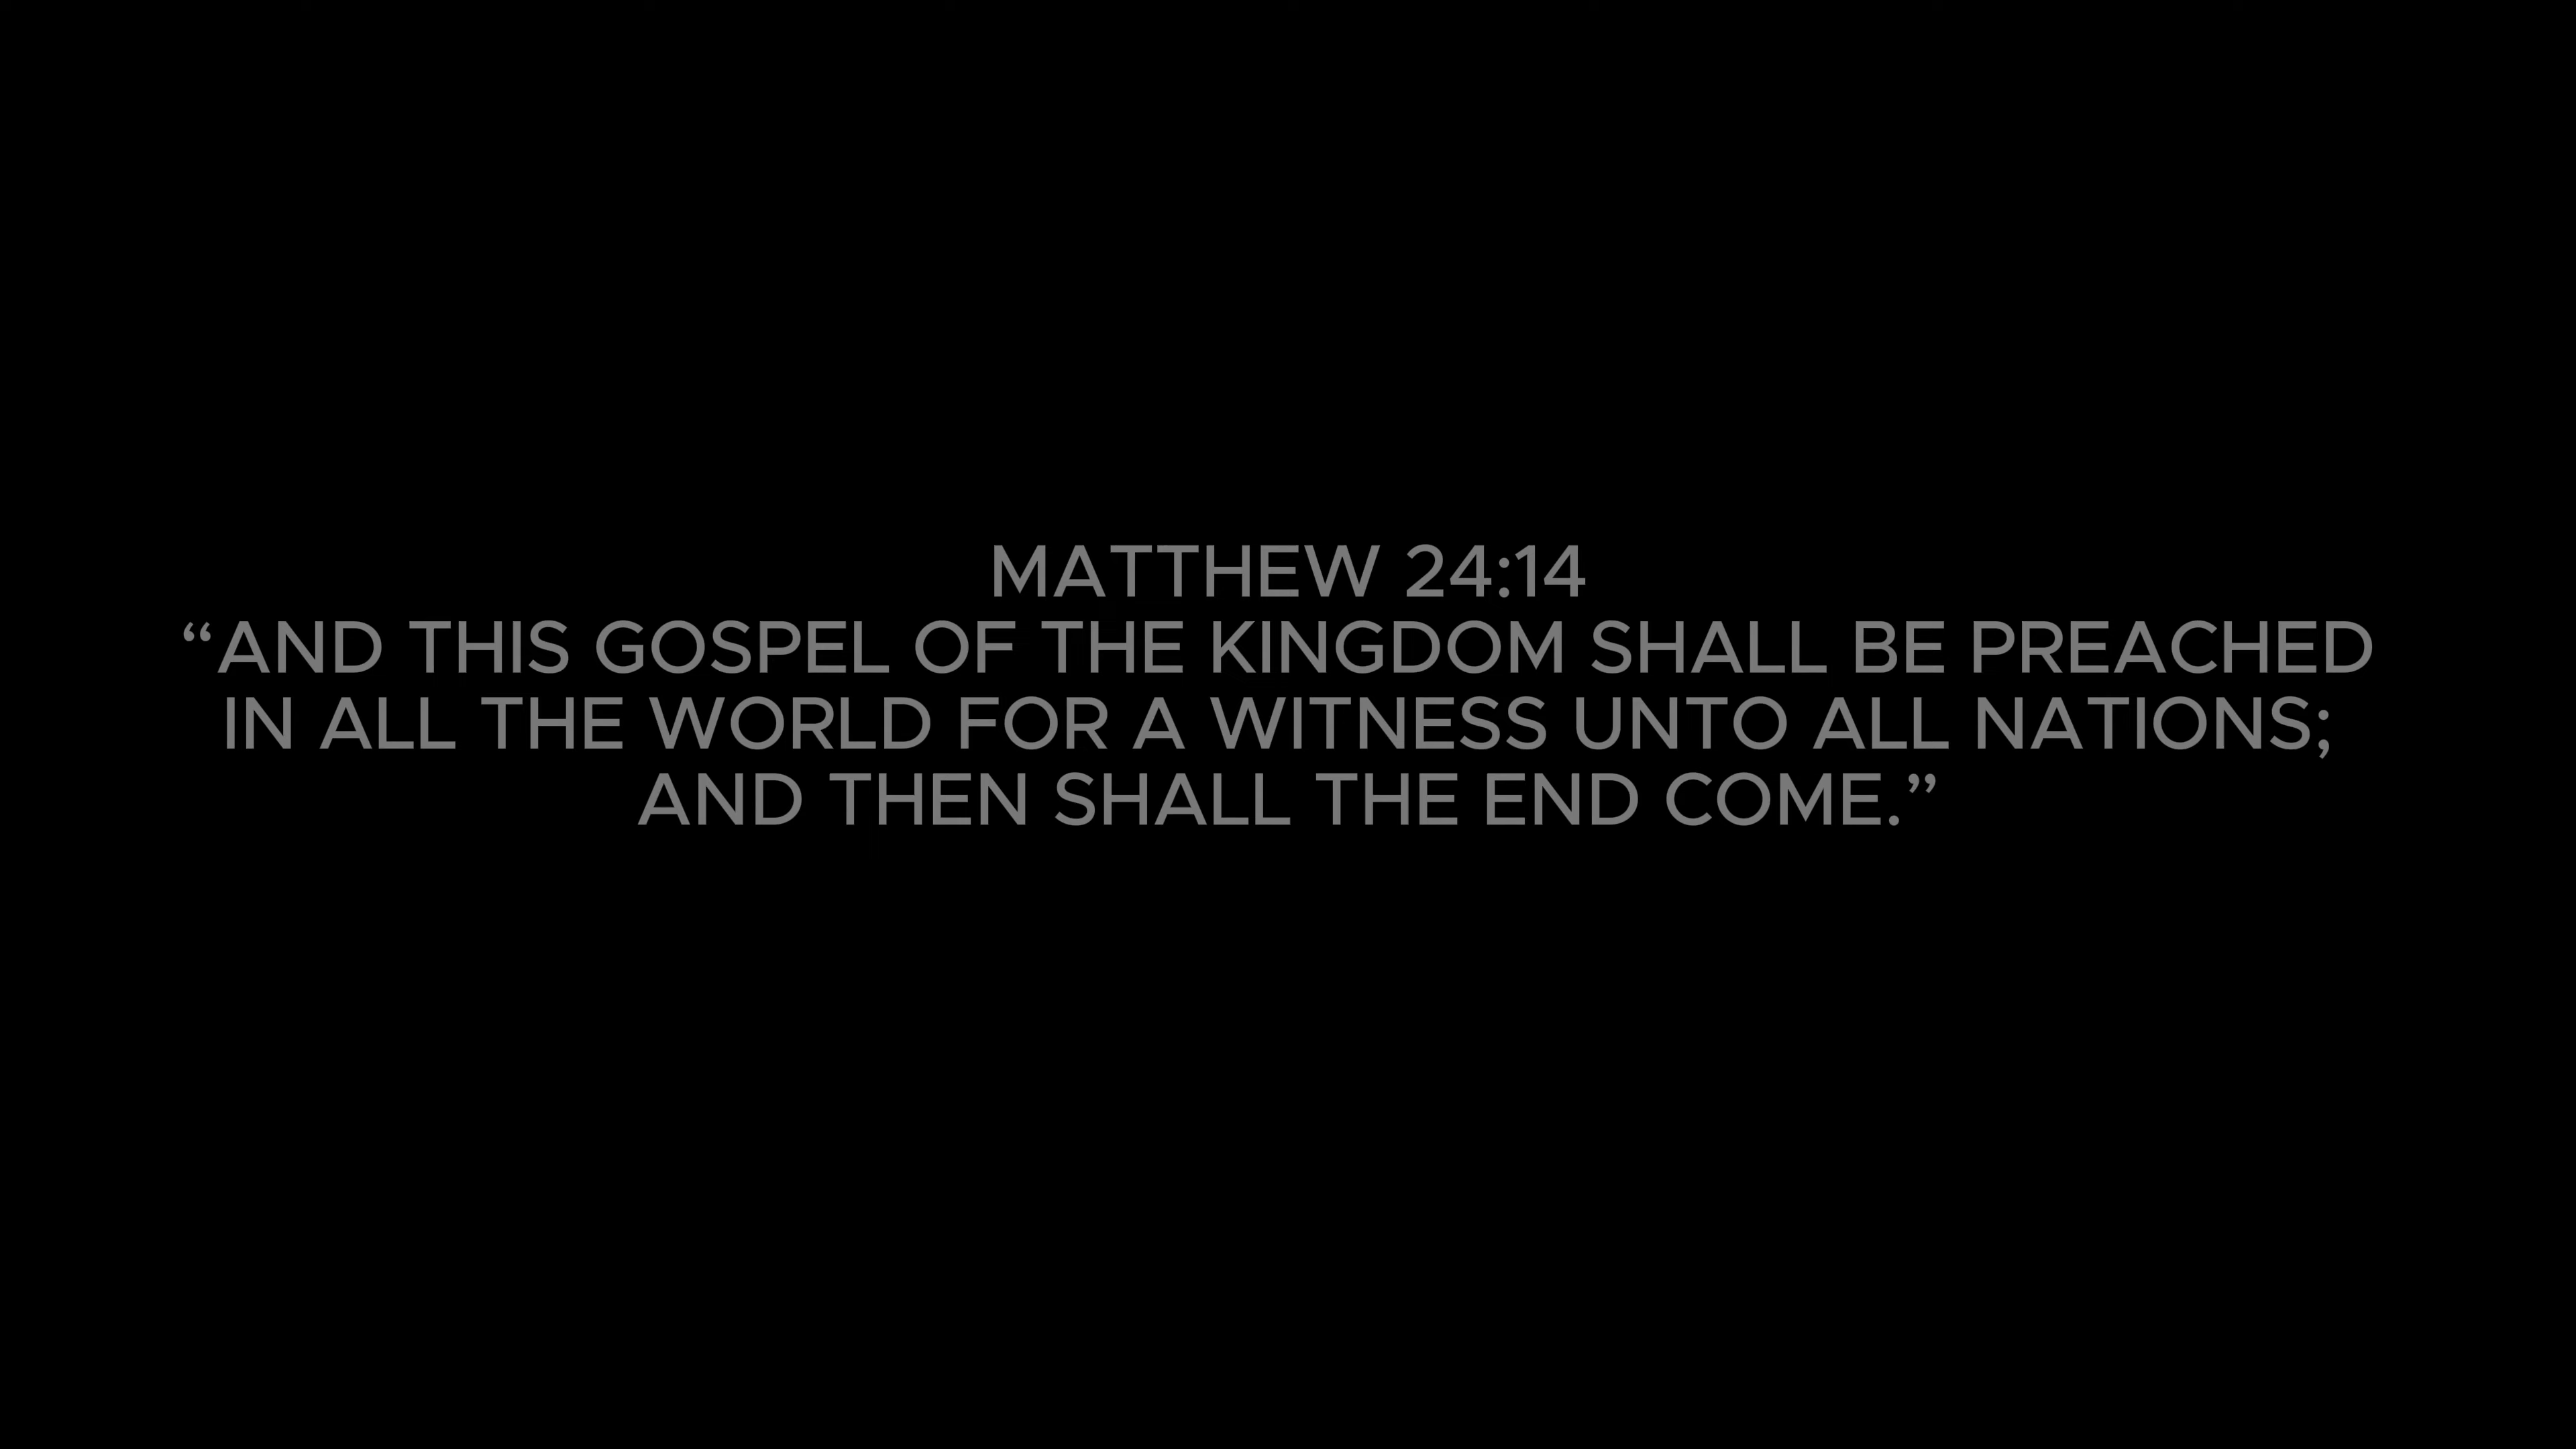 MATTHEW 24:14
“AND THIS GOSPEL OF THE KINGDOM SHALL BE PREACHED
IN ALL THE WORLD FOR A WITNESS UNTO ALL NATIONS;
AND THEN SHALL THE END COME.”